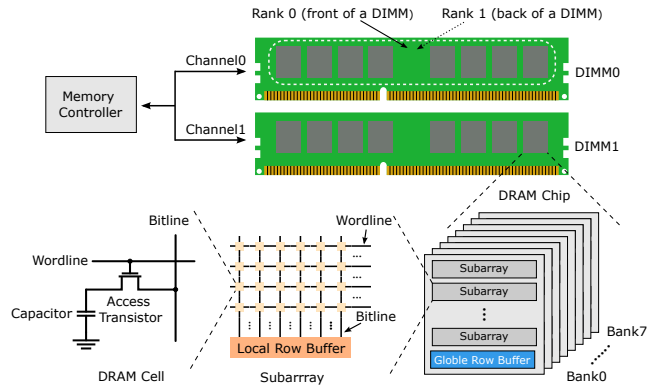 Rank 0 (front of a DIMM)
Rank 1 (back of a DIMM)
Channel0
DIMM0
Memory
Controller
Channel1
DIMM1
DRAM Chip
Bitline
Wordline
Access
Transistor
Capacitor
DRAM Cell
Wordline
...
...
...
...
Bitline
Local Row Buffer
Subarrray
Subarray
Subarray
Subarray
Globle Row Buffer
Bank7
Bank0